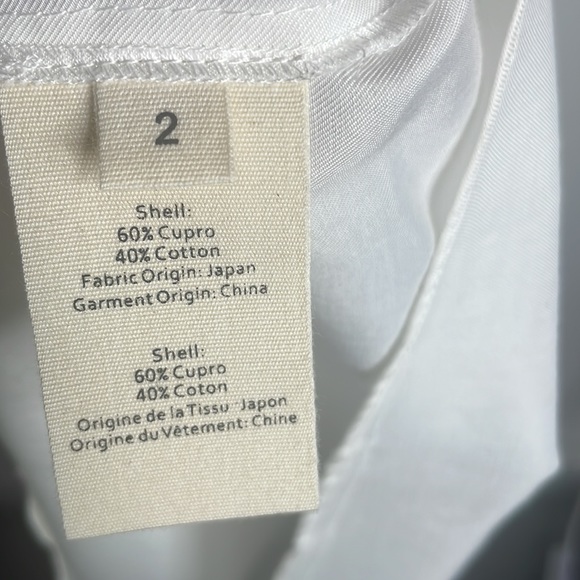 2
Shell:
60% Cupro
40% Cotton
Fabric Origin: Japan
Garment Origin: China
Shell:
60% Cupro
40% Coton
Origine de la Tissu Japon
Origine du Vêtement: Chine